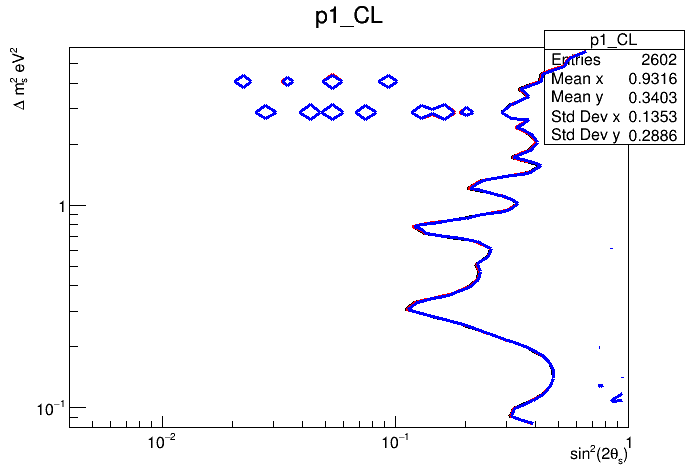 p1_CL
Δ m²ₛ eV²
p1_CL
Entries 2602
Mean x 0.9316
Mean y 0.3403
Std Dev x 0.1353
Std Dev y 0.2886
1
10⁻¹
10⁻² 10⁻¹ 1
sin²(2θₛ)